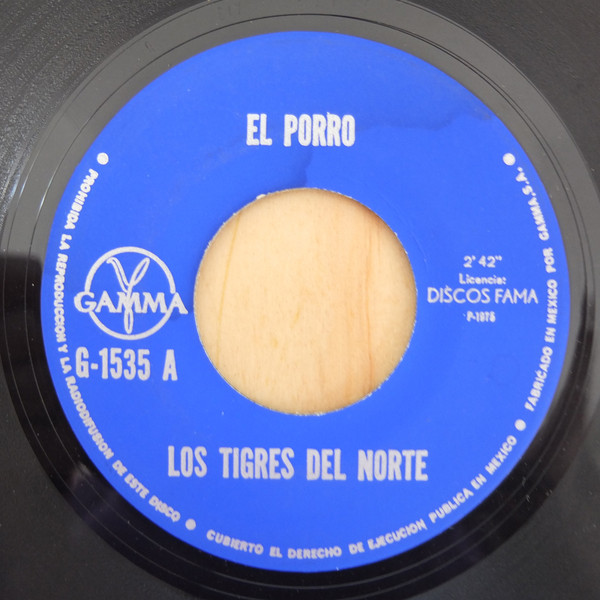 EL PORRO
GAMMA
G-1535 A
2'42"
Licencia:
DISCOS FAMA
P-1975
LOS TIGRES DEL NORTE
PROHIBIDA LA REPRODUCCION Y LA RADIODIFUSION DE ESTE DISCO ● CUBIERTO EL DERECHO DE EJECUCION PUBLICA EN MEXICO ● FABRICADO EN MEXICO POR GAMMA, S.A. ●